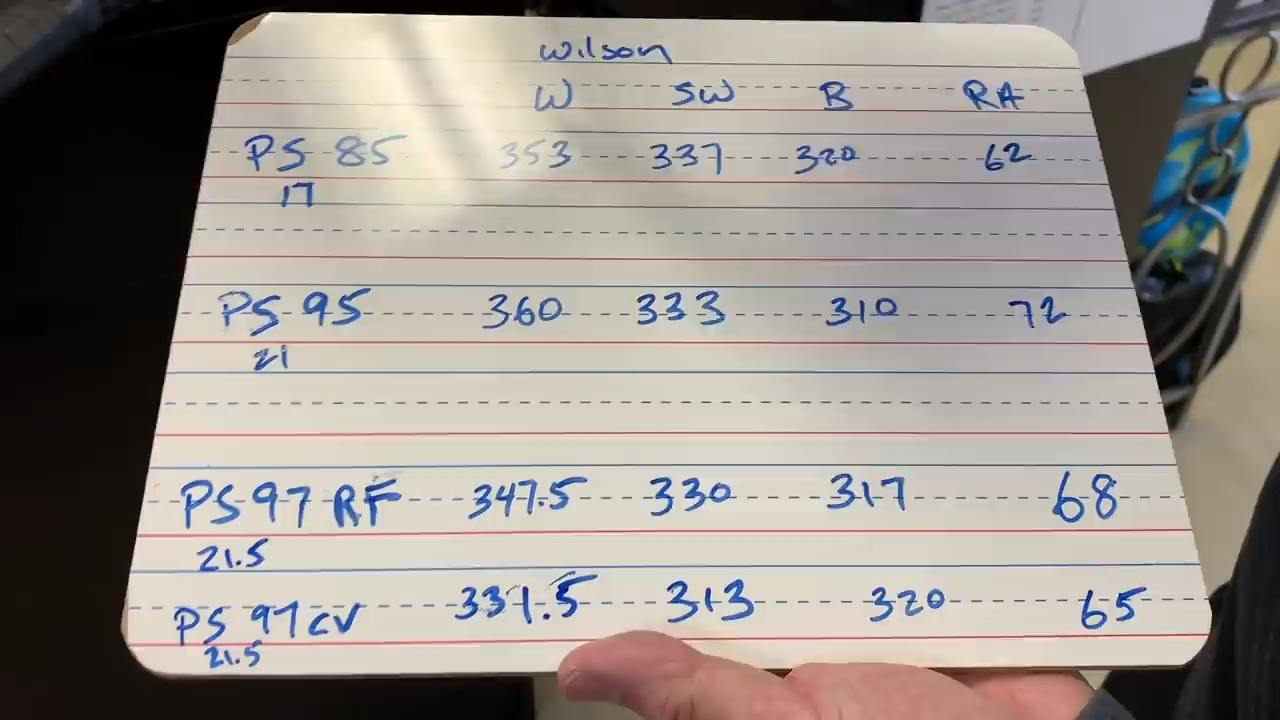 Wilson
W SW B RA
PS 85 353 337 320 62
17
PS 95 360 333 310 72
21
PS 97 RF 347.5 330 317 68
21.5
PS 97 CV 331.5 313 320 65
21.5